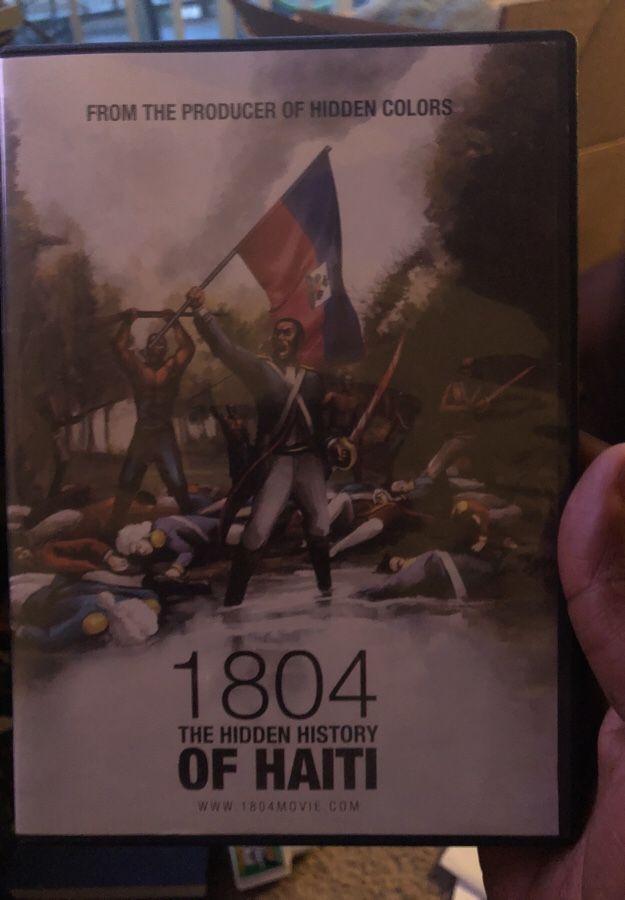 FROM THE PRODUCER OF HIDDEN COLORS
1804
THE HIDDEN HISTORY
OF HAITI
WWW.1804MOVIE.COM